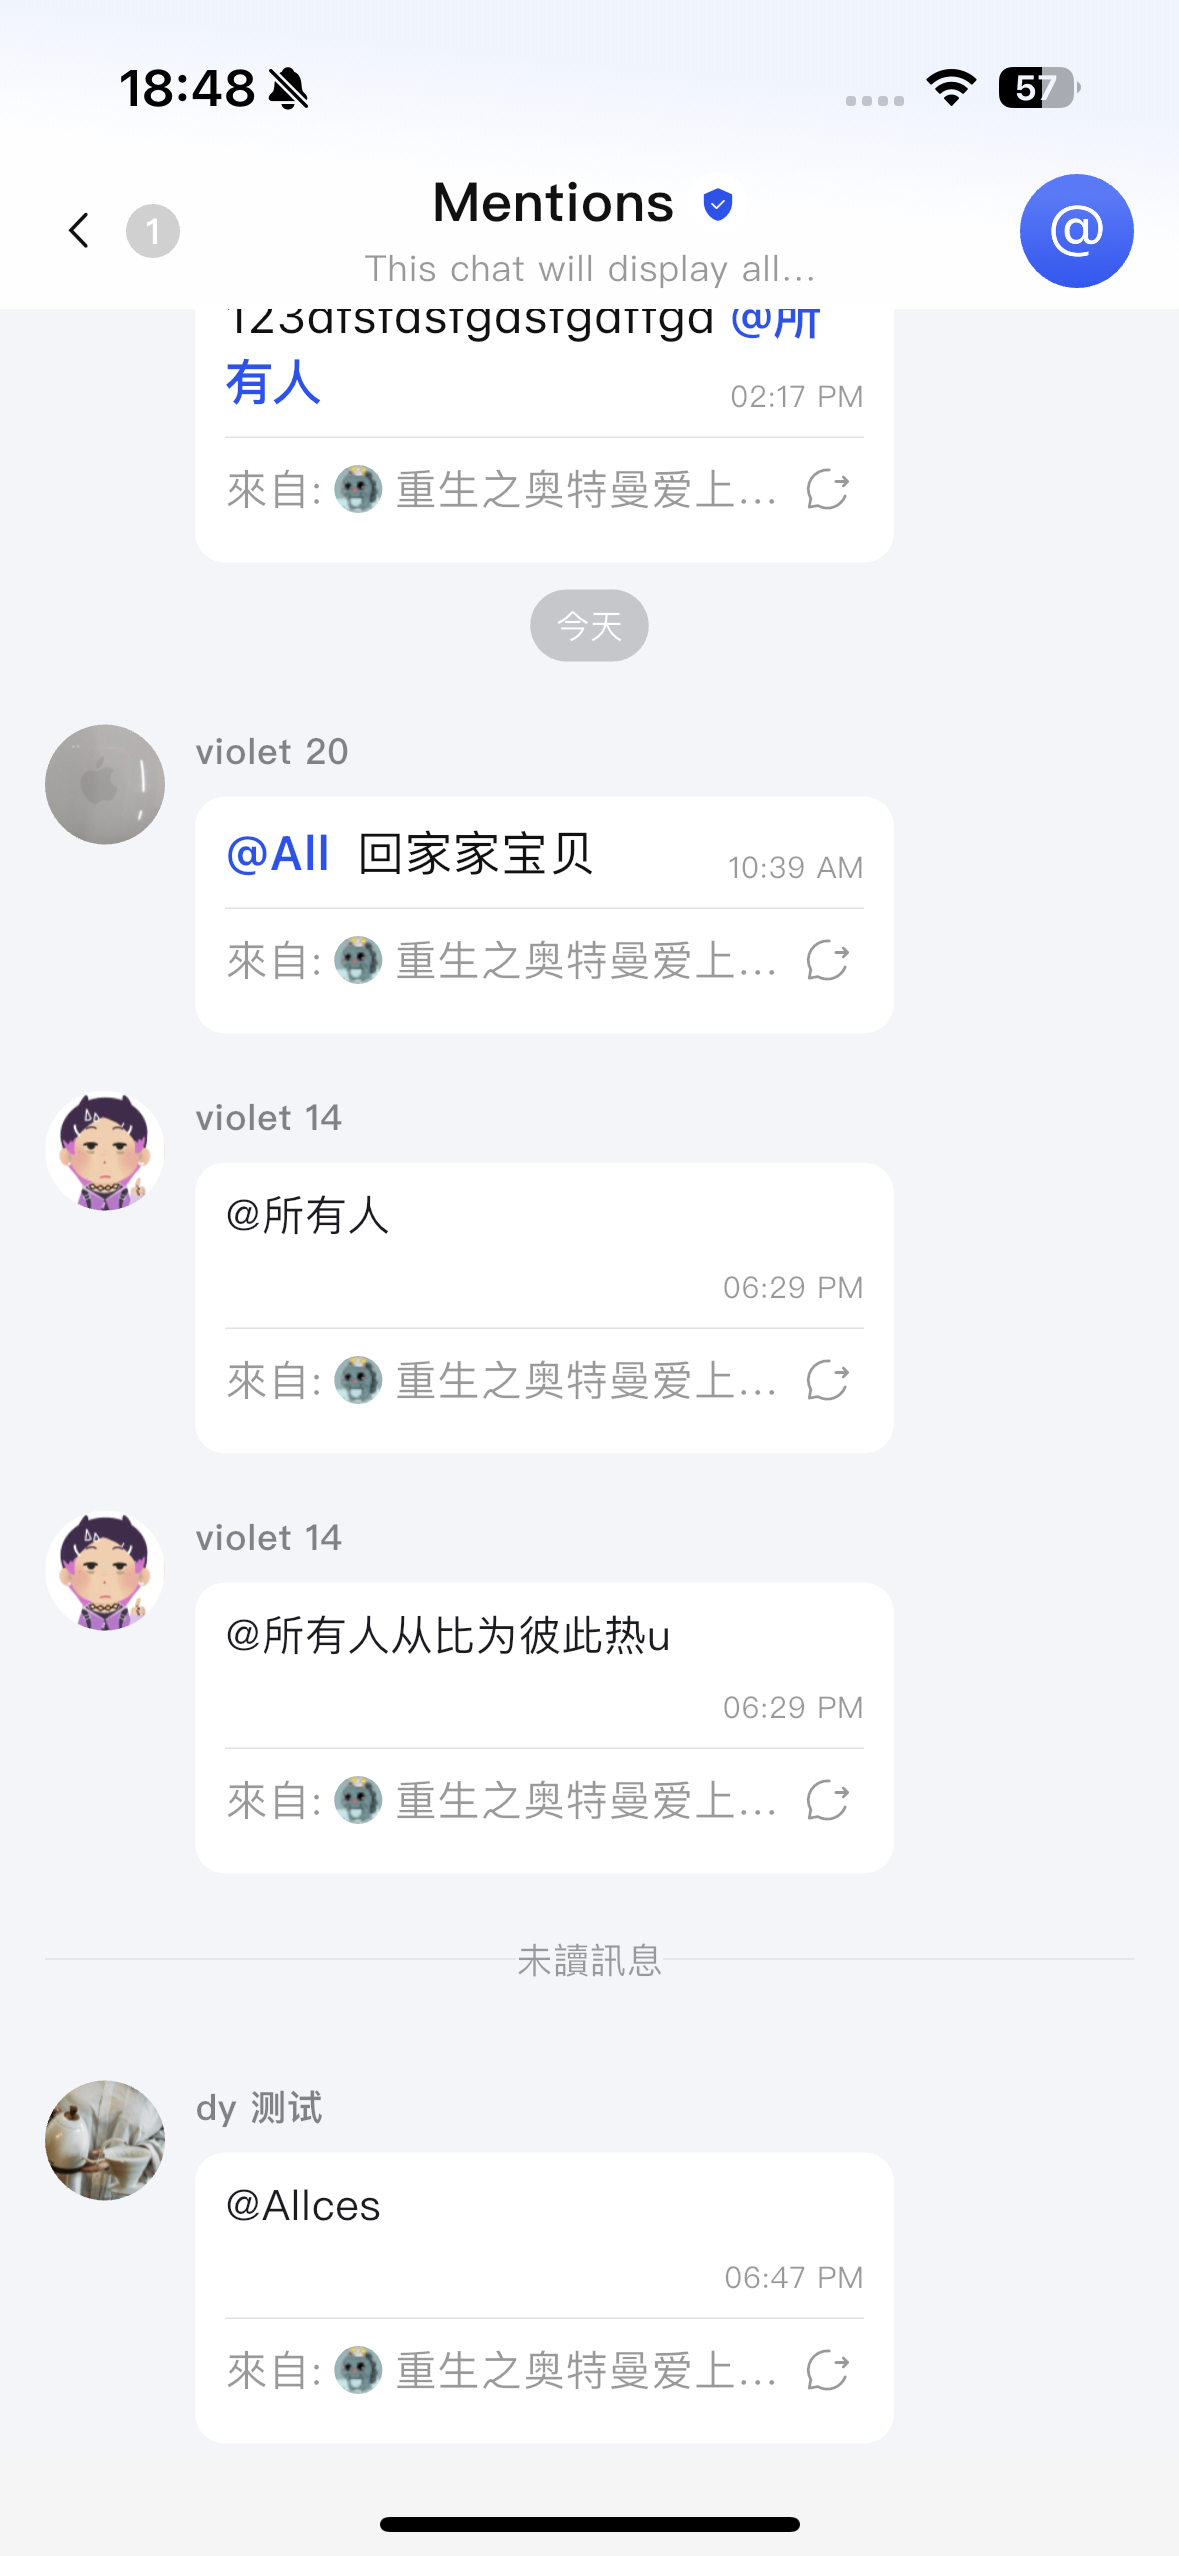 18:48
57
1
Mentions
This chat will display all...
@
123dfsfdsfgdsfgdffgd @所
有人
02:17 PM
來自: 重生之奥特曼爱上...
今天
violet 20
@All 回家家宝贝
10:39 AM
來自: 重生之奥特曼爱上...
violet 14
@所有人
06:29 PM
來自: 重生之奥特曼爱上...
violet 14
@所有人从比为彼此热u
06:29 PM
來自: 重生之奥特曼爱上...
未讀訊息
dy 测试
@Allces
06:47 PM
來自: 重生之奥特曼爱上...